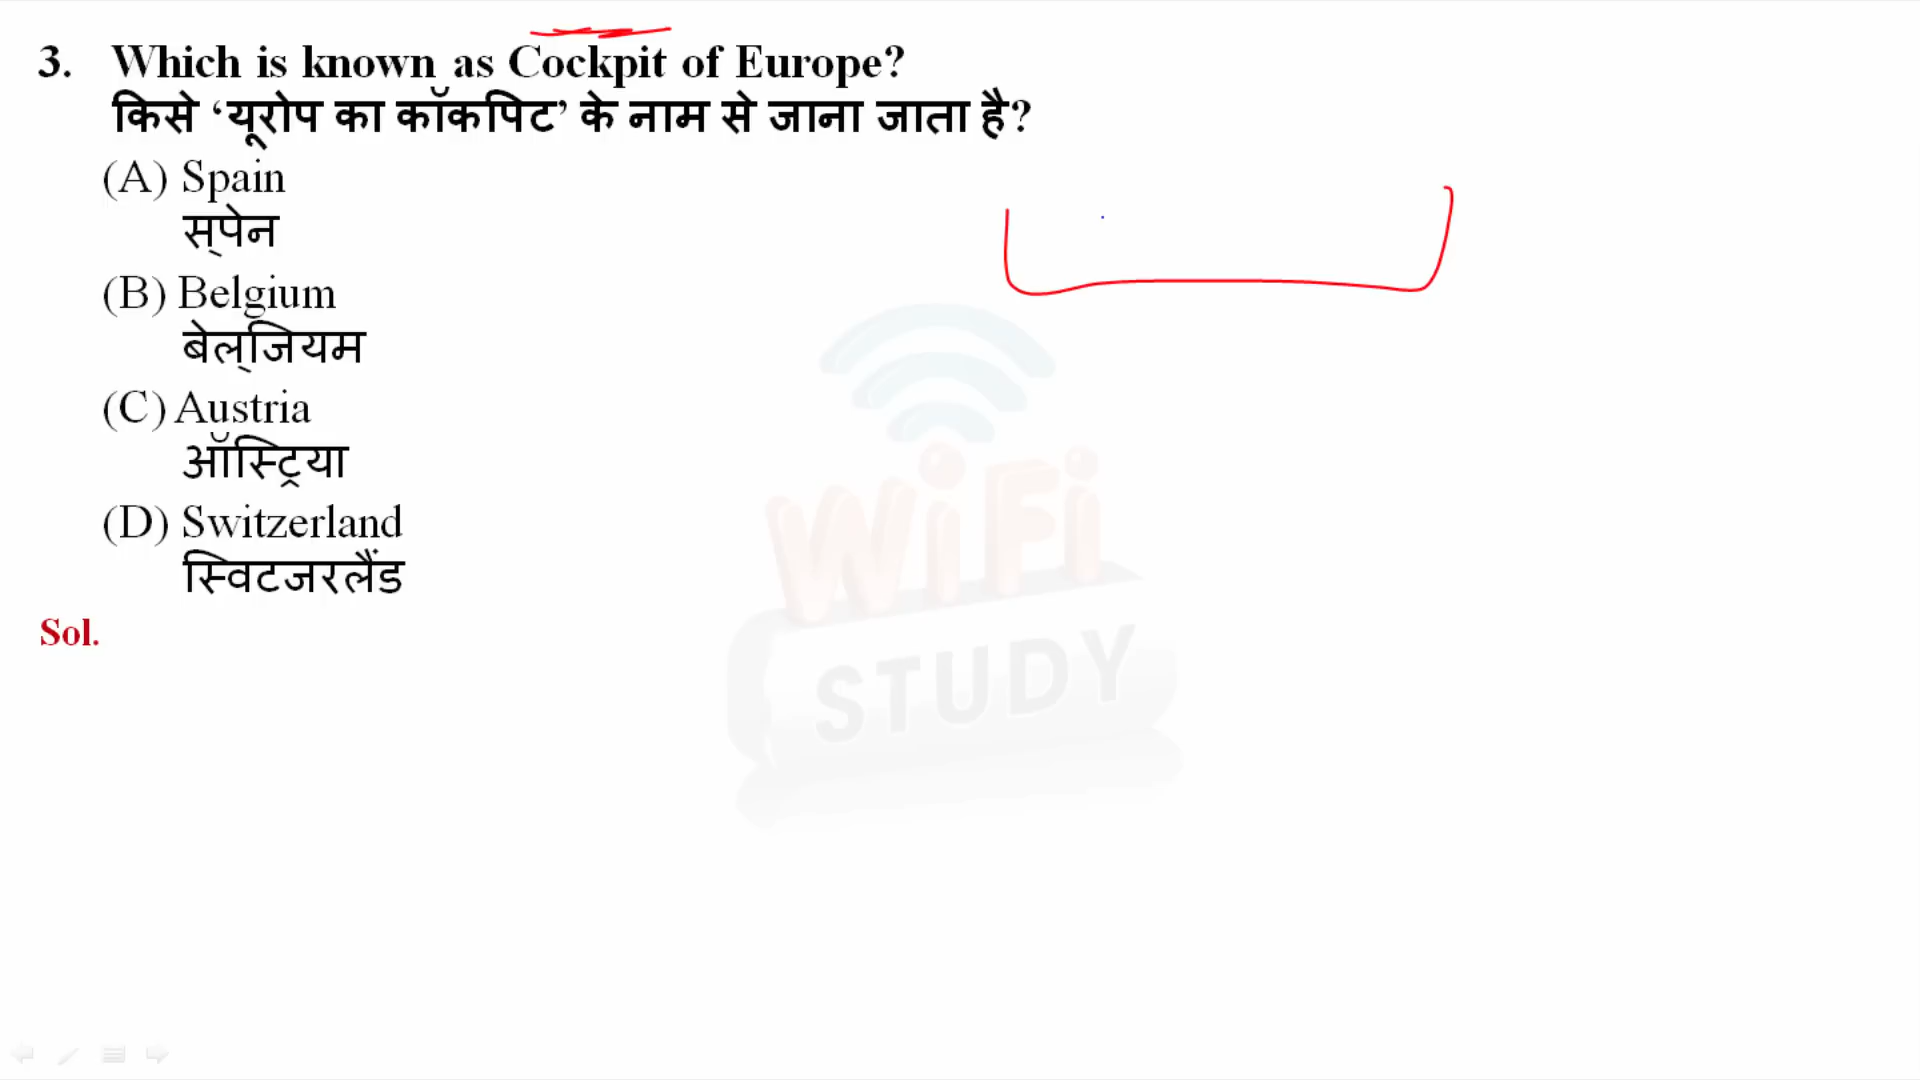 3. Which is known as Cockpit of Europe?
किसे ‘यूरोप का कॉकपिट’ के नाम से जाना जाता है?
(A) Spain
स्पेन
(B) Belgium
बेल्जियम
(C) Austria
ऑस्ट्रिया
(D) Switzerland
स्विटजरलैंड
Sol.
WiFi
STUDY